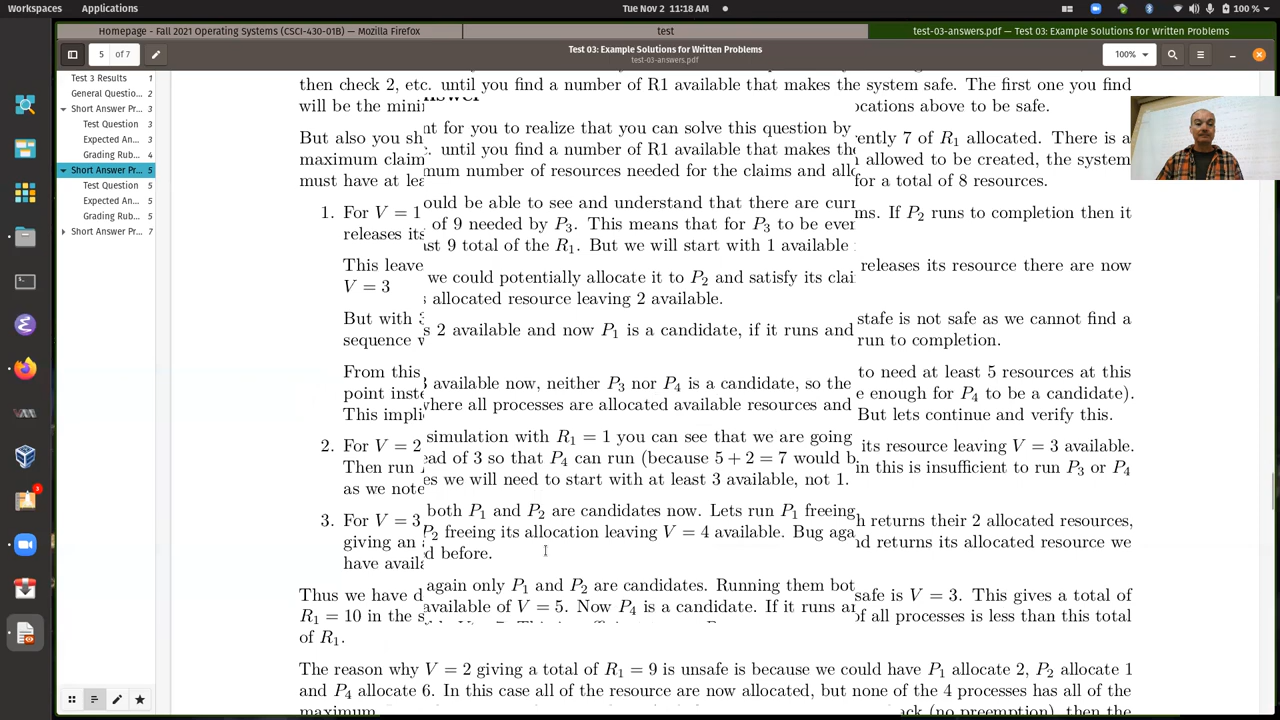 Workspaces Applications Tue Nov 2 11:18 AM 100 %
Homepage - Fall 2021 Operating Systems (CSCI-430-01B) — Mozilla Firefox test test-03-answers.pdf — Test 03: Example Solutions for Written Problems
5 of 7 Test 03: Example Solutions for Written Problems 100%
test-03-answers.pdf
Test 3 Results 1
General Questio... 2
Short Answer Pr... 3
Test Question 3
Expected An... 3
Grading Rub... 4
Short Answer Pr... 5
Test Question 5
Expected An... 5
Grading Rub... 6
Short Answer Pr... 7
then check 2, etc. until you find a number of R1 available that makes the system safe. The first one you find
will be the mini ocations above to be safe.
But also you sh nt for you to realize that you can solve this question by rently 7 of R₁ allocated. There is a
maximum claim c. until you find a number of R1 available that makes the n allowed to be created, the system
must have at lea mum number of resources needed for the claims and allo for a total of 8 resources.
1. For V = 1 ould be able to see and understand that there are curr ms. If P₂ runs to completion then it
releases its of 9 needed by P₃. This means that for P₃ to be ever
ast 9 total of the R₁. But we will start with 1 available
This leave we could potentially allocate it to P₂ and satisfy its clai releases its resource there are now
V = 3 s allocated resource leaving 2 available.
But with 3 s 2 available and now P₁ is a candidate, if it runs and stafe is not safe as we cannot find a
sequence w run to completion.
From this 3 available now, neither P₃ nor P₄ is a candidate, so the to need at least 5 resources at this
point inste where all processes are allocated available resources and e enough for P₄ to be a candidate).
This impli But lets continue and verify this.
2. For V = 2 simulation with R₁ = 1 you can see that we are going its resource leaving V = 3 available.
Then run ead of 3 so that P₄ can run (because 5 + 2 = 7 would b in this is insufficient to run P₃ or P₄
as we note es we will need to start with at least 3 available, not 1.
3. For V = 3 both P₁ and P₂ are candidates now. Lets run P₁ freeing h returns their 2 allocated resources,
giving an P₂ freeing its allocation leaving V = 4 available. Bug aga nd returns its allocated resource we
have availa d before.
Thus we have d again only P₁ and P₂ are candidates. Running them bot safe is V = 3. This gives a total of
R₁ = 10 in the s available of V = 5. Now P₄ is a candidate. If it runs an of all processes is less than this total
of R₁.
The reason why V = 2 giving a total of R₁ = 9 is unsafe is because we could have P₁ allocate 2, P₂ allocate 1
and P₄ allocate 6. In this case all of the resource are now allocated, but none of the 4 processes has all of the